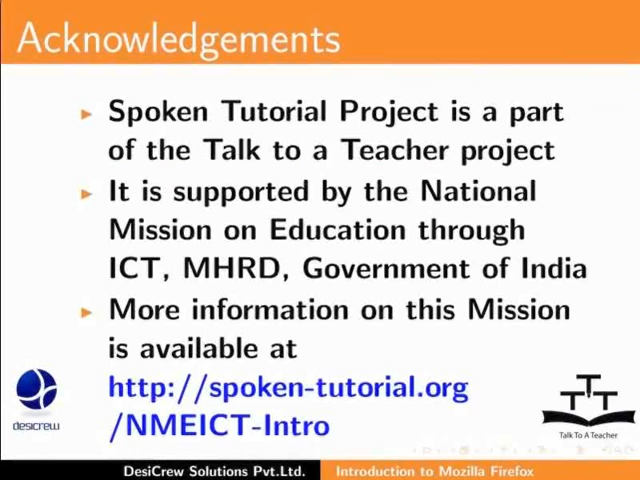 Acknowledgements
Spoken Tutorial Project is a part
of the Talk to a Teacher project
It is supported by the National
Mission on Education through
ICT, MHRD, Government of India
More information on this Mission
is available at
http://spoken-tutorial.org
/NMEICT-Intro
desicrew
TTT
Talk To A Teacher
DesiCrew Solutions Pvt.Ltd.
Introduction to Mozilla Firefox